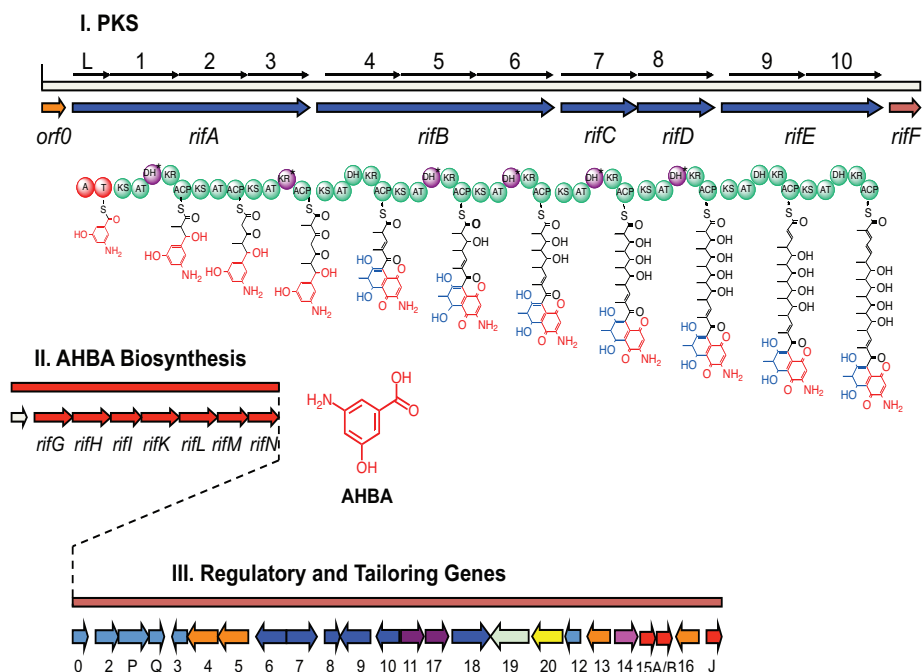 I. PKS
L 1 2 3 4 5 6 7 8 9 10
orf0 rifA rifB rifC rifD rifE rifF
A T KS AT DH* KR ACP KS AT ACP KS AT KR* ACP KS AT DH KR ACP KS AT DH* KR ACP KS AT DH* KR ACP KS AT DH* KR ACP KS AT DH* KR ACP KS AT DH KR ACP KS AT DH KR ACP
S S S S S S S S S S S
II. AHBA Biosynthesis
rifG rifH rifI rifK rifL rifM rifN
H2N O OH
OH
AHBA
III. Regulatory and Tailoring Genes
0 2 P Q 3 4 5 6 7 8 9 10 11 17 18 19 20 12 13 14 15A/B 16 J